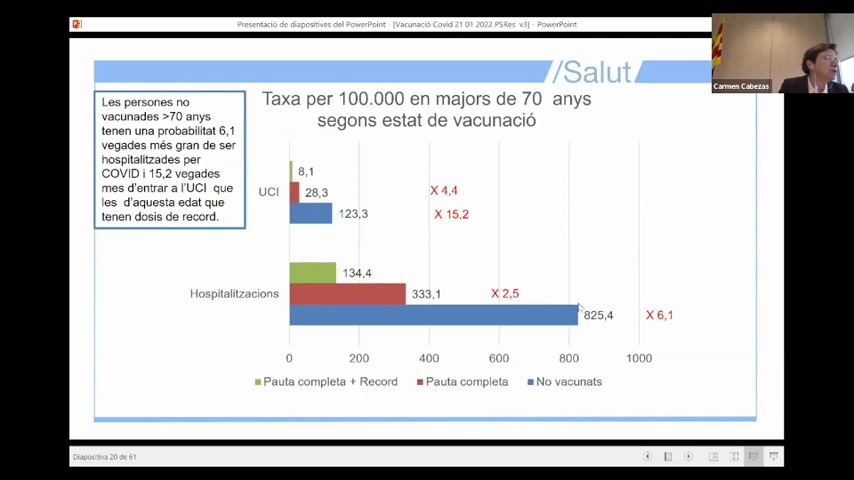 Presentació de diapositives del PowerPoint - [Vacunació Covid 21 01 2022 PSRes v3] - PowerPoint
Carmen Cabezas
/Salut
Les persones no
vacunades >70 anys
tenen una probabilitat 6,1
vegades més gran de ser
hospitalitzades per
COVID i 15,2 vegades
mes d'entrar a l'UCI que
les d'aquesta edat que
tenen dosis de record.
Taxa per 100.000 en majors de 70 anys
segons estat de vacunació
8,1
UCI
28,3
X 4,4
123,3
X 15,2
134,4
Hospitalitzacions
333,1
X 2,5
825,4
X 6,1
0 200 400 600 800 1000
Pauta completa + Record Pauta completa No vacunats
Diapositiva 20 de 61